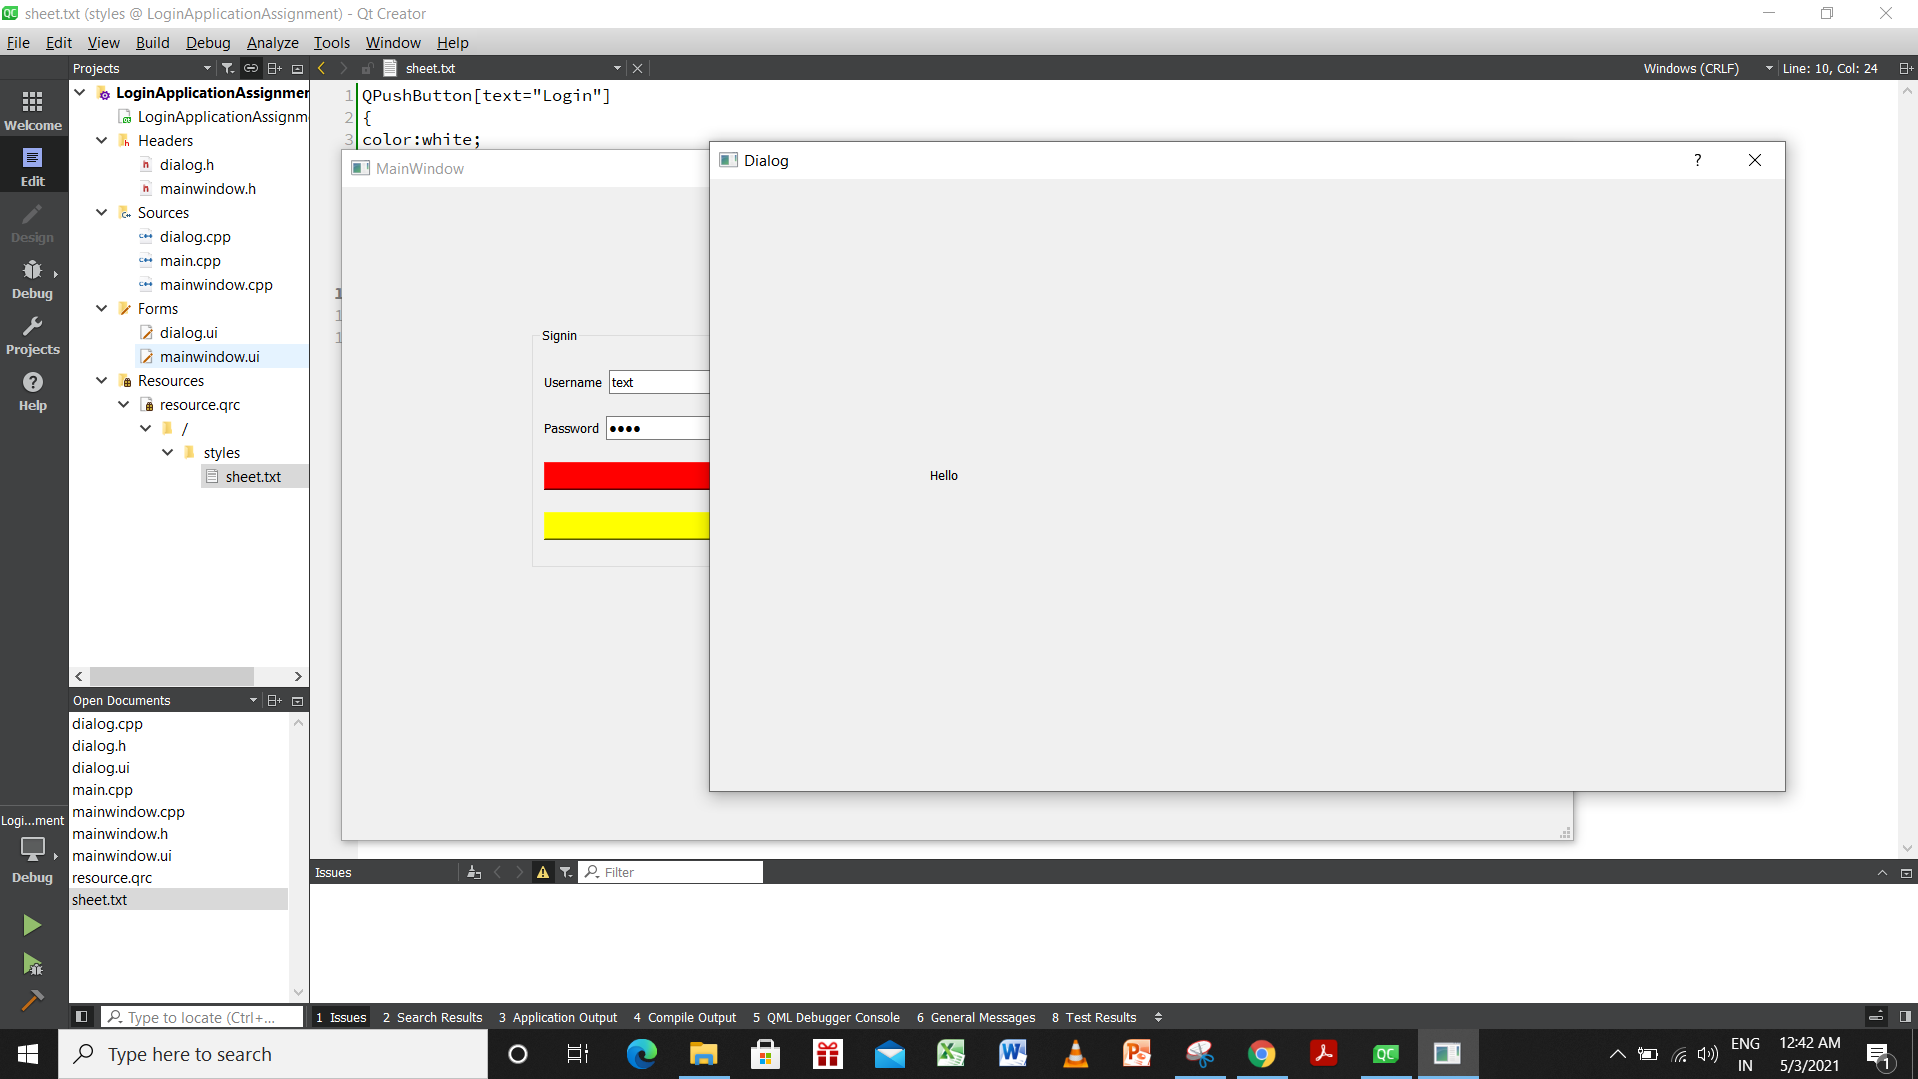 sheet.txt (styles @ LoginApplicationAssignment) - Qt Creator
File Edit View Build Debug Analyze Tools Window Help
Projects
sheet.txt
Windows (CRLF)
Line: 10, Col: 24
Welcome
Edit
Design
Debug
Projects
Help
LoginApplicationAssignmer
LoginApplicationAssignm
Headers
dialog.h
mainwindow.h
Sources
dialog.cpp
main.cpp
mainwindow.cpp
Forms
dialog.ui
mainwindow.ui
Resources
resource.qrc
/
styles
sheet.txt
1 QPushButton[text="Login"]
2 {
3 color:white;
1
1
1
MainWindow
Signin
Username text
Password ●●●●
Dialog
?
Hello
Open Documents
dialog.cpp
dialog.h
dialog.ui
main.cpp
mainwindow.cpp
mainwindow.h
mainwindow.ui
resource.qrc
sheet.txt
Logi...ment
Debug
Issues
Filter
Type to locate (Ctrl+...
1 Issues 2 Search Results 3 Application Output 4 Compile Output 5 QML Debugger Console 6 General Messages 8 Test Results
Type here to search
ENG
IN
12:42 AM
5/3/2021
1